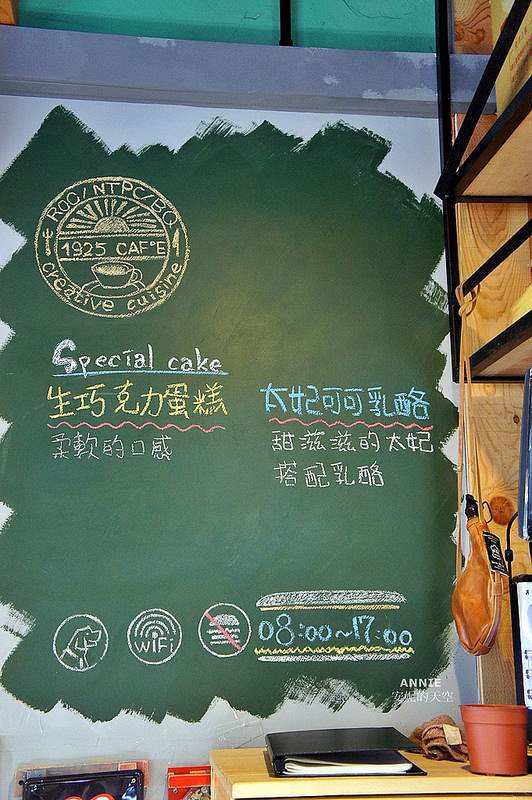 ROC/NTPC/BQ
1925 CAF°E
Creative cuisine
Special cake
生巧克力蛋糕
柔軟的口感
太妃可可乳酪
甜滋滋的太妃
搭配乳酪
WiFi
08:00~17:00
ANNIE
安妮的天空